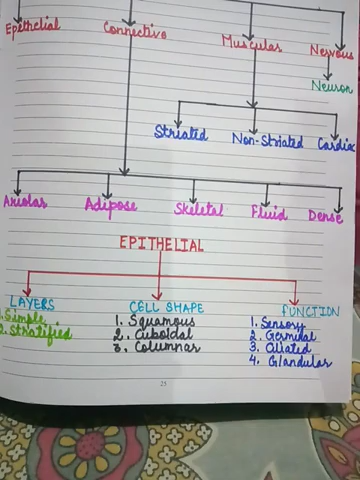 Epithelial Connective Muscular Nervous
Neuron
Striated Non-Striated Cardiac
Areolar Adipose Skeletal Fluid Dense
EPITHELIAL
LAYERS CELL SHAPE FUNCTION
1. Simple 1. Squamous 1. Sensory
2. Stratified 2. Cuboidal 2. Germinal
3. Columnar 3. Ciliated
4. Glandular
25